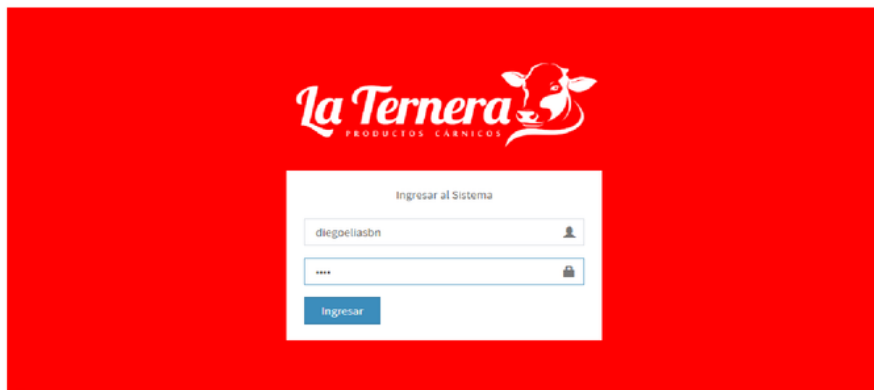 La Ternera
PRODUCTOS CÁRNICOS
Ingresar al Sistema
diegoeliasbn
••••
Ingresar